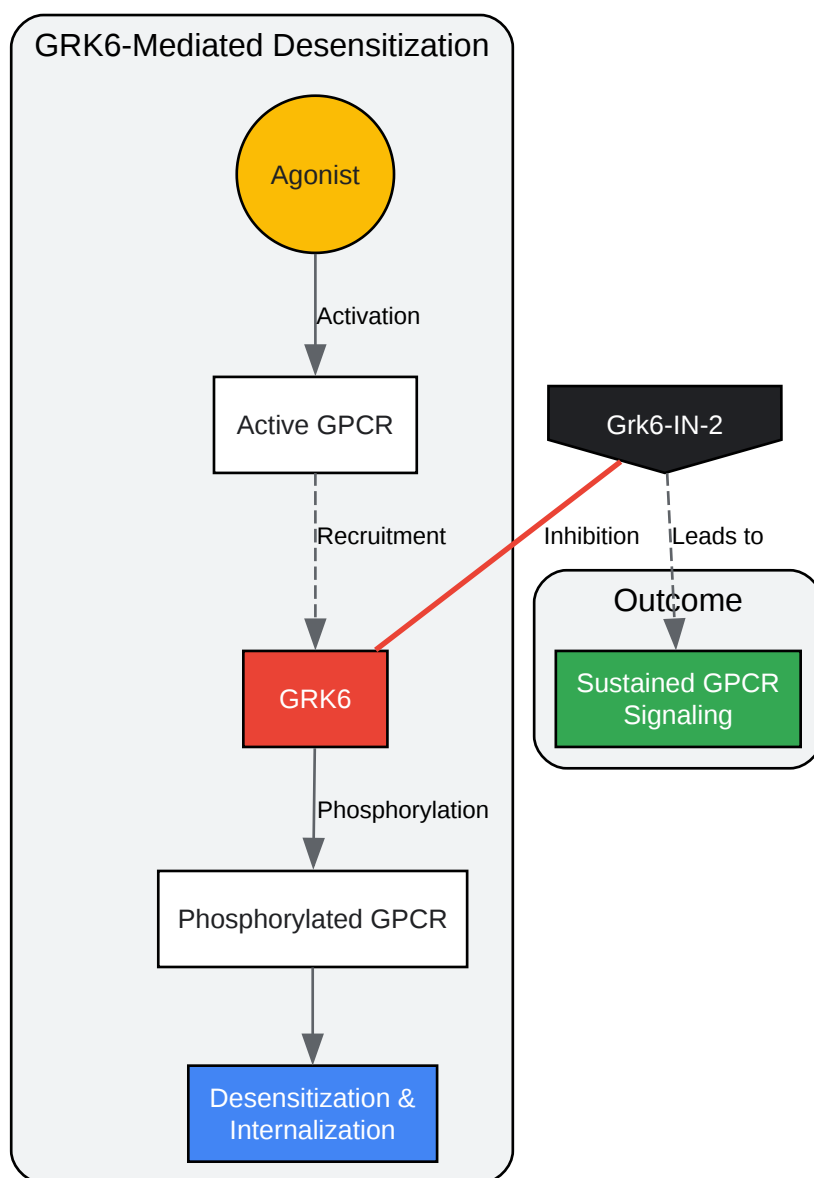 GRK6-Mediated Desensitization
Agonist
Activation
Active GPCR
Grk6-IN-2
Recruitment
Inhibition
Leads to
Outcome
GRK6
Sustained GPCR
Signaling
Phosphorylation
Phosphorylated GPCR
Desensitization &
Internalization